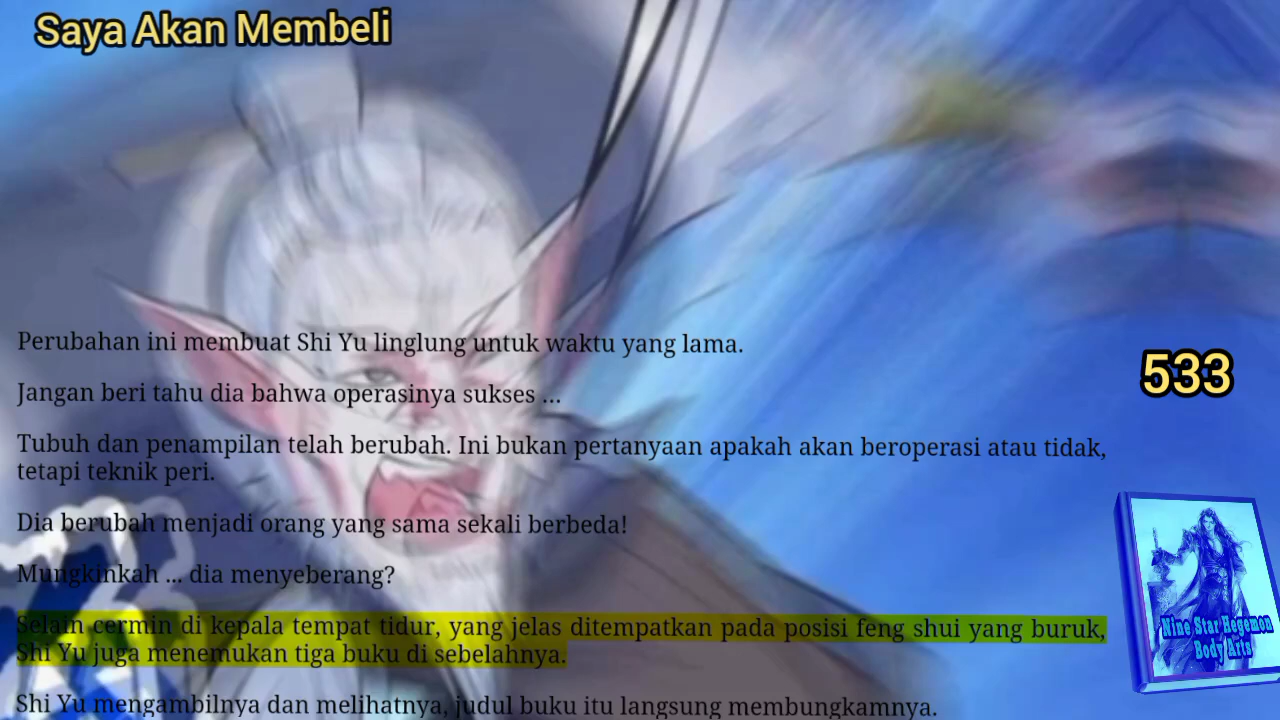 Saya Akan Membeli
Perubahan ini membuat Shi Yu linglung untuk waktu yang lama.
Jangan beri tahu dia bahwa operasinya sukses ...
533
Tubuh dan penampilan telah berubah. Ini bukan pertanyaan apakah akan beroperasi atau tidak,
tetapi teknik peri.
Dia berubah menjadi orang yang sama sekali berbeda!
Mungkinkah ... dia menyeberang?
Selain cermin di kepala tempat tidur, yang jelas ditempatkan pada posisi feng shui yang buruk,
Shi Yu juga menemukan tiga buku di sebelahnya.
Shi Yu mengambilnya dan melihatnya, judul buku itu langsung membungkamnya.
Nine Star Hegemon
Body Arts